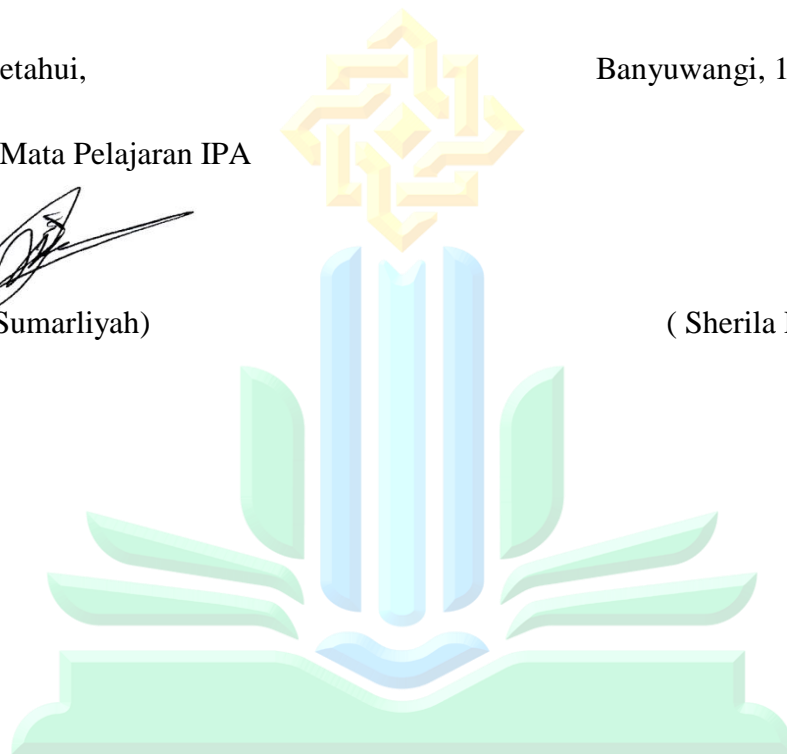 etahui,
Banyuwangi, 1
Mata Pelajaran IPA
Sumarliyah)
( Sherila